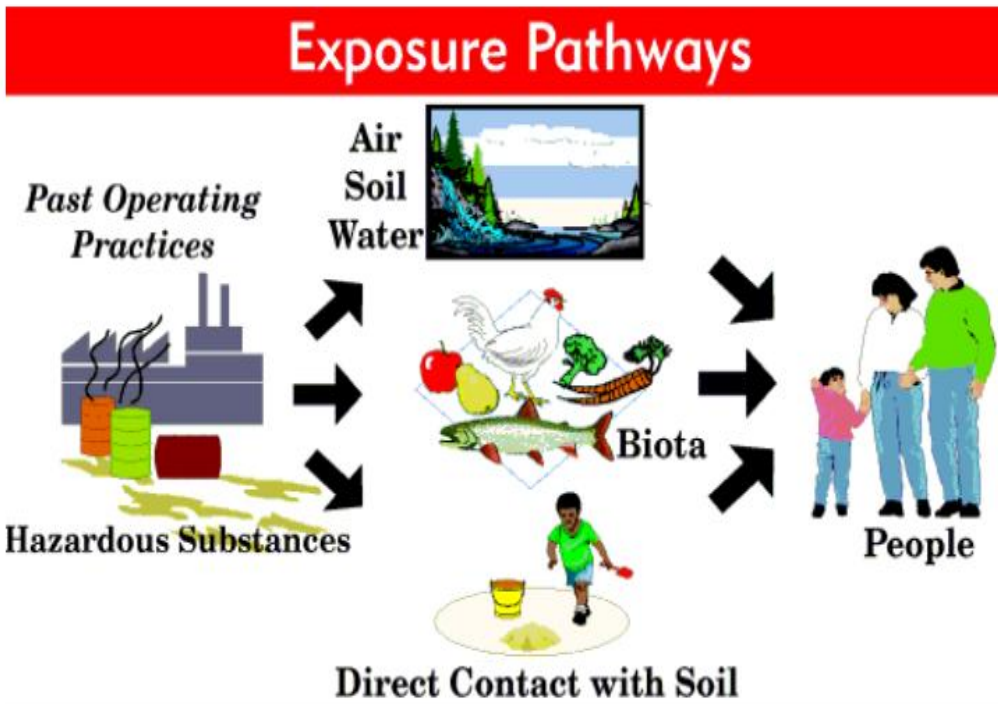 Exposure Pathways
Air
Soil
Water
Past Operating
Practices
Hazardous Substances
Biota
People
Direct Contact with Soil